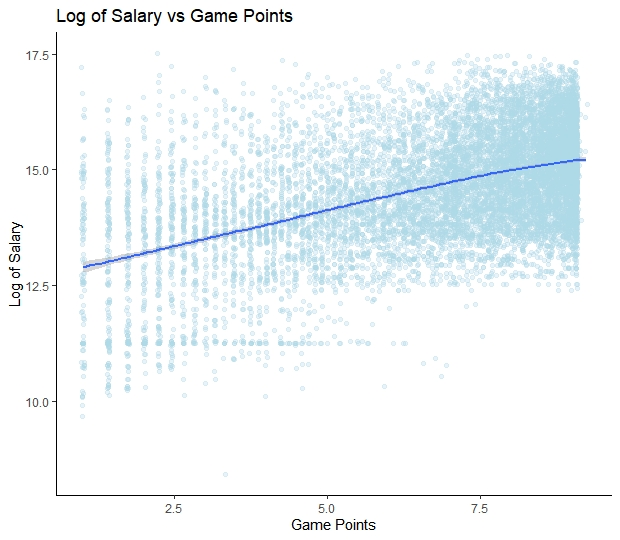 Log of Salary vs Game Points
17.5
15.0
12.5
10.0
Log of Salary
2.5 5.0 7.5
Game Points